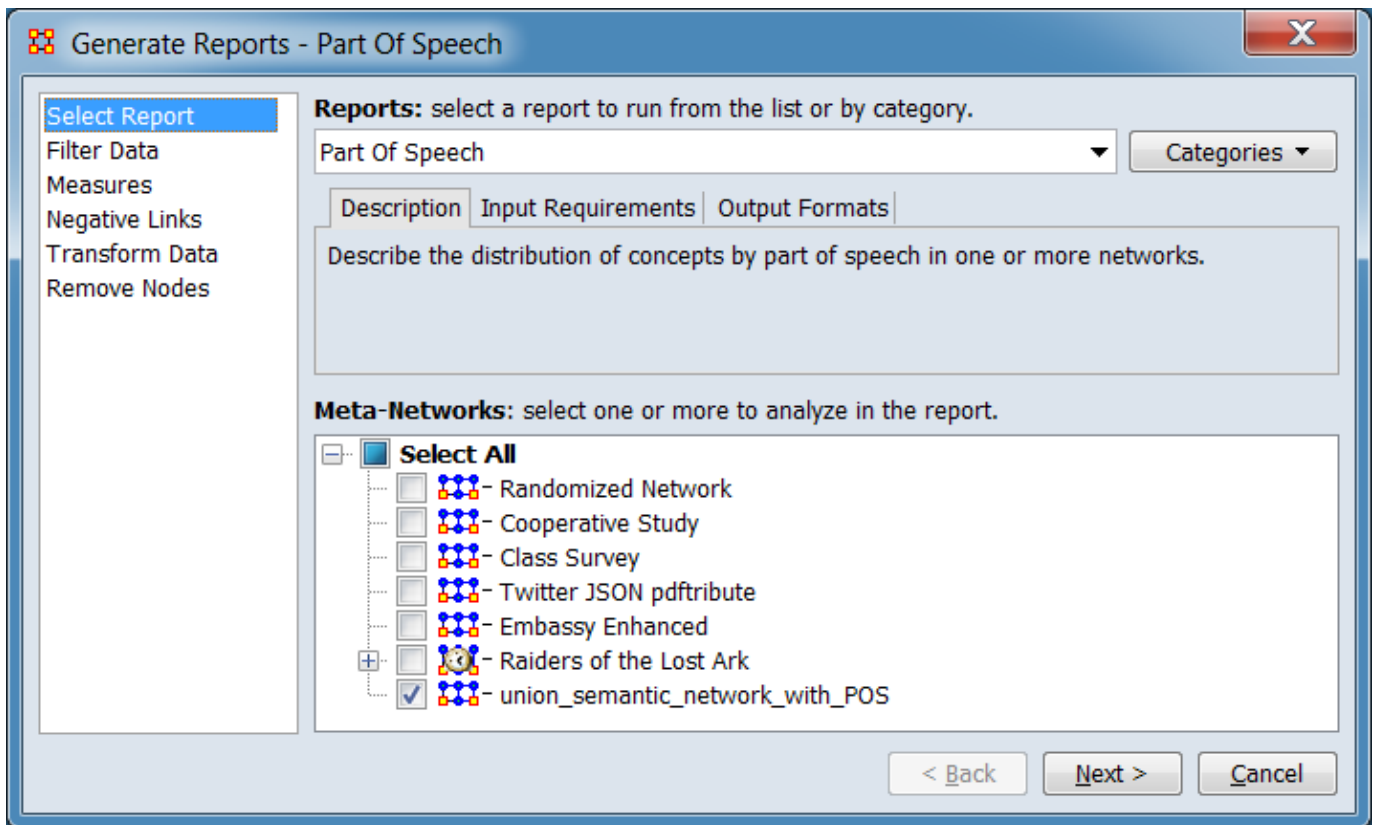 Generate Reports - Part Of Speech
Select Report
Filter Data
Measures
Negative Links
Transform Data
Remove Nodes
Reports: select a report to run from the list or by category.
Part Of Speech
Categories
Description
Input Requirements
Output Formats
Describe the distribution of concepts by part of speech in one or more networks.
Meta-Networks: select one or more to analyze in the report.
Select All
Randomized Network
Cooperative Study
Class Survey
Twitter JSON pdftribute
Embassy Enhanced
Raiders of the Lost Ark
union_semantic_network_with_POS
< Back
Next >
Cancel